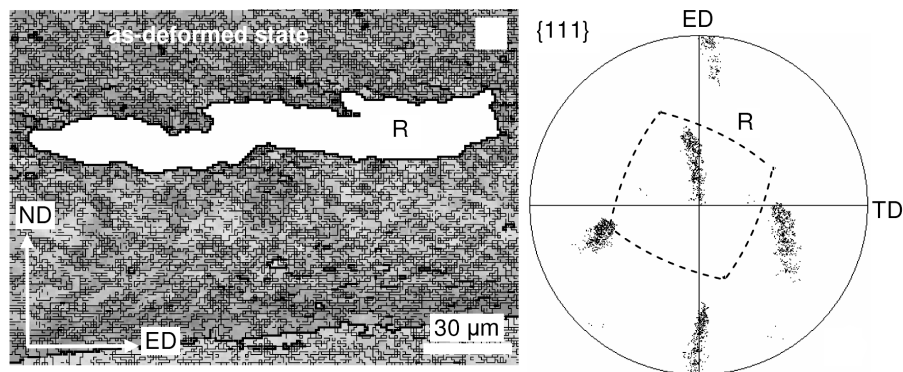 as-deformed state
R
ND
ED
30 µm
{111}
ED
R
TD